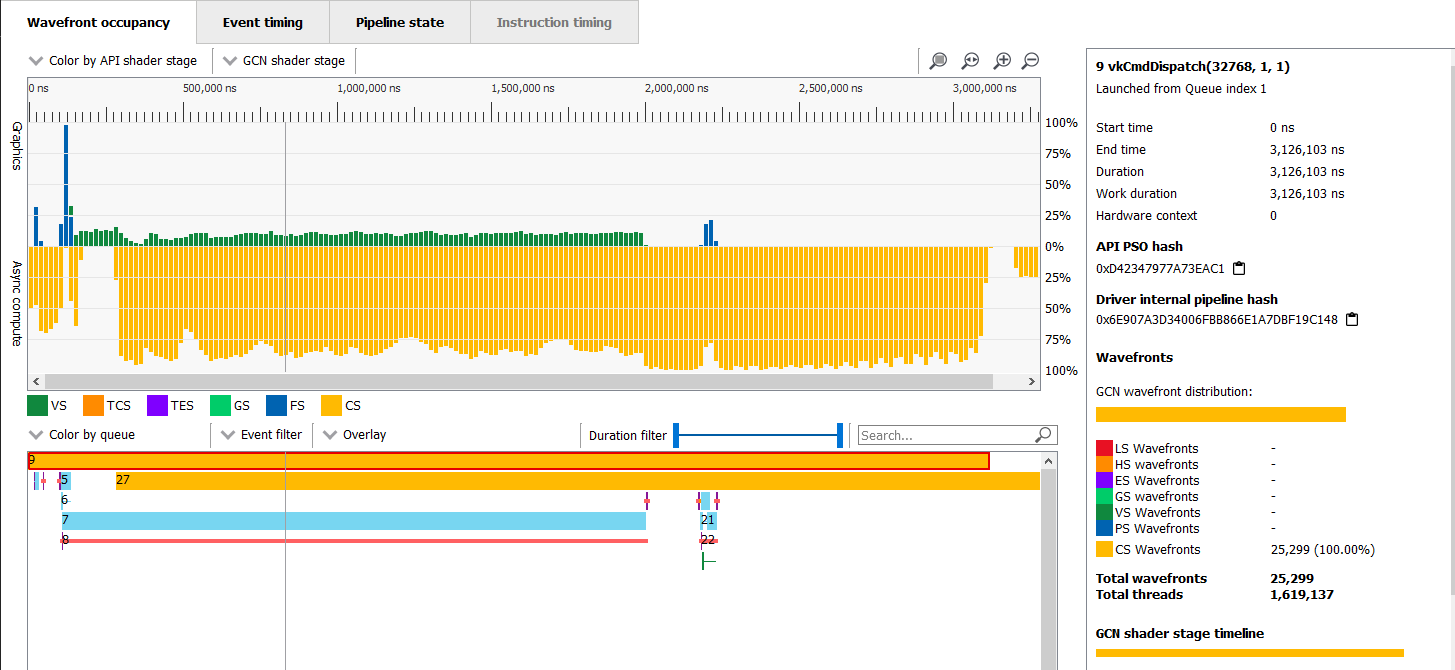 Wavefront occupancy
Event timing
Pipeline state
Instruction timing
Color by API shader stage
GCN shader stage
0 ns
500,000 ns
1,000,000 ns
1,500,000 ns
2,000,000 ns
2,500,000 ns
3,000,000 ns
Graphics
100%
75%
50%
25%
0%
Async compute
25%
50%
75%
100%
VS
TCS
TES
GS
FS
CS
Color by queue
Event filter
Overlay
Duration filter
Search...
9
5
27
6
7
21
8
22
9 vkCmdDispatch(32768, 1, 1)
Launched from Queue index 1
Start time 0 ns
End time 3,126,103 ns
Duration 3,126,103 ns
Work duration 3,126,103 ns
Hardware context 0
API PSO hash
0xD42347977A73EAC1
Driver internal pipeline hash
0x6E907A3D34006FBB866E1A7DBF19C148
Wavefronts
GCN wavefront distribution:
LS Wavefronts -
HS wavefronts -
ES Wavefronts -
GS wavefronts -
VS Wavefronts -
PS Wavefronts -
CS Wavefronts 25,299 (100.00%)
Total wavefronts 25,299
Total threads 1,619,137
GCN shader stage timeline